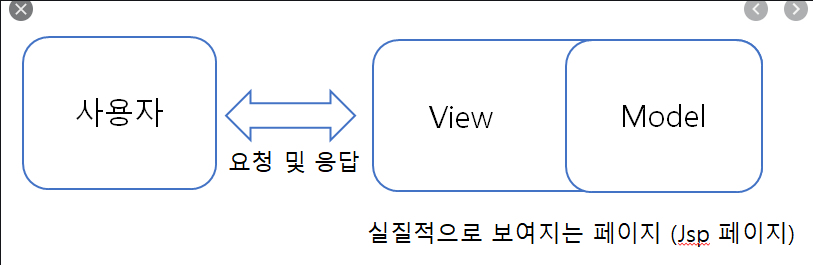 사용자
View
Model
요청 및 응답
실질적으로 보여지는 페이지 (Jsp 페이지)